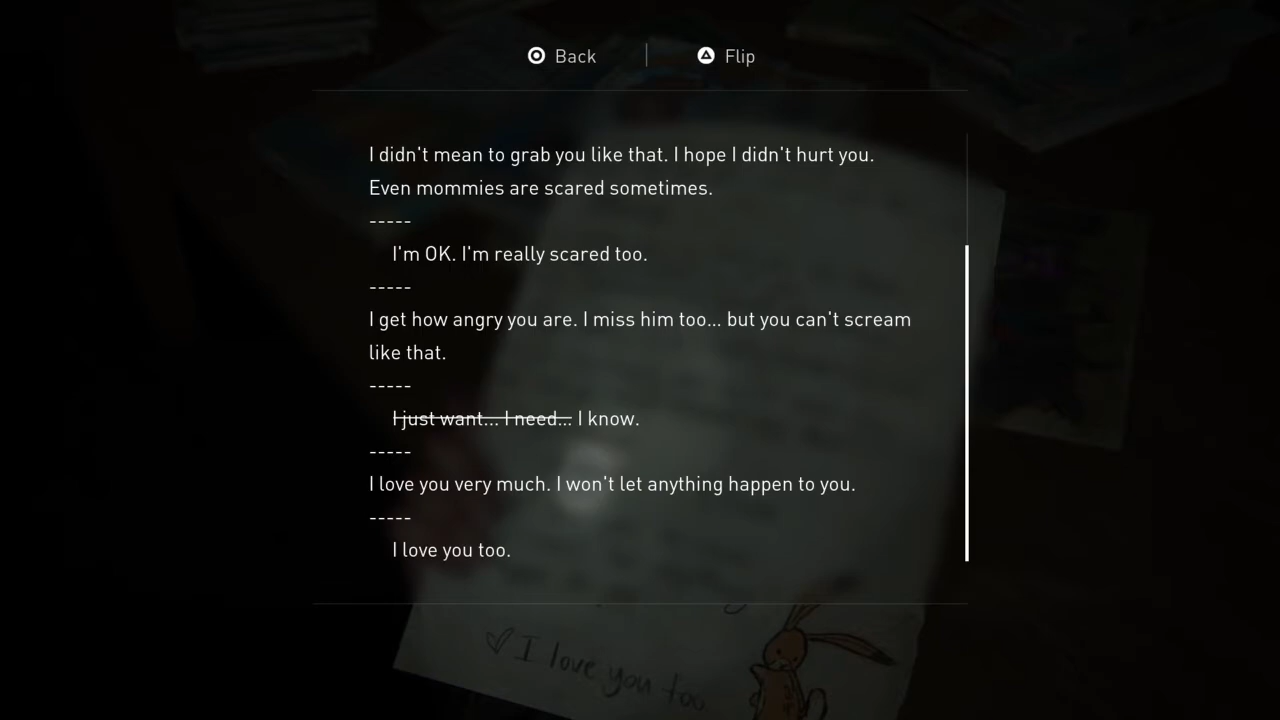 Back | Flip
I didn't mean to grab you like that. I hope I didn't hurt you.
Even mommies are scared sometimes.
-----
I'm OK. I'm really scared too.
-----
I get how angry you are. I miss him too... but you can't scream
like that.
-----
I just want... I need... I know.
-----
I love you very much. I won't let anything happen to you.
-----
I love you too.
I love you too